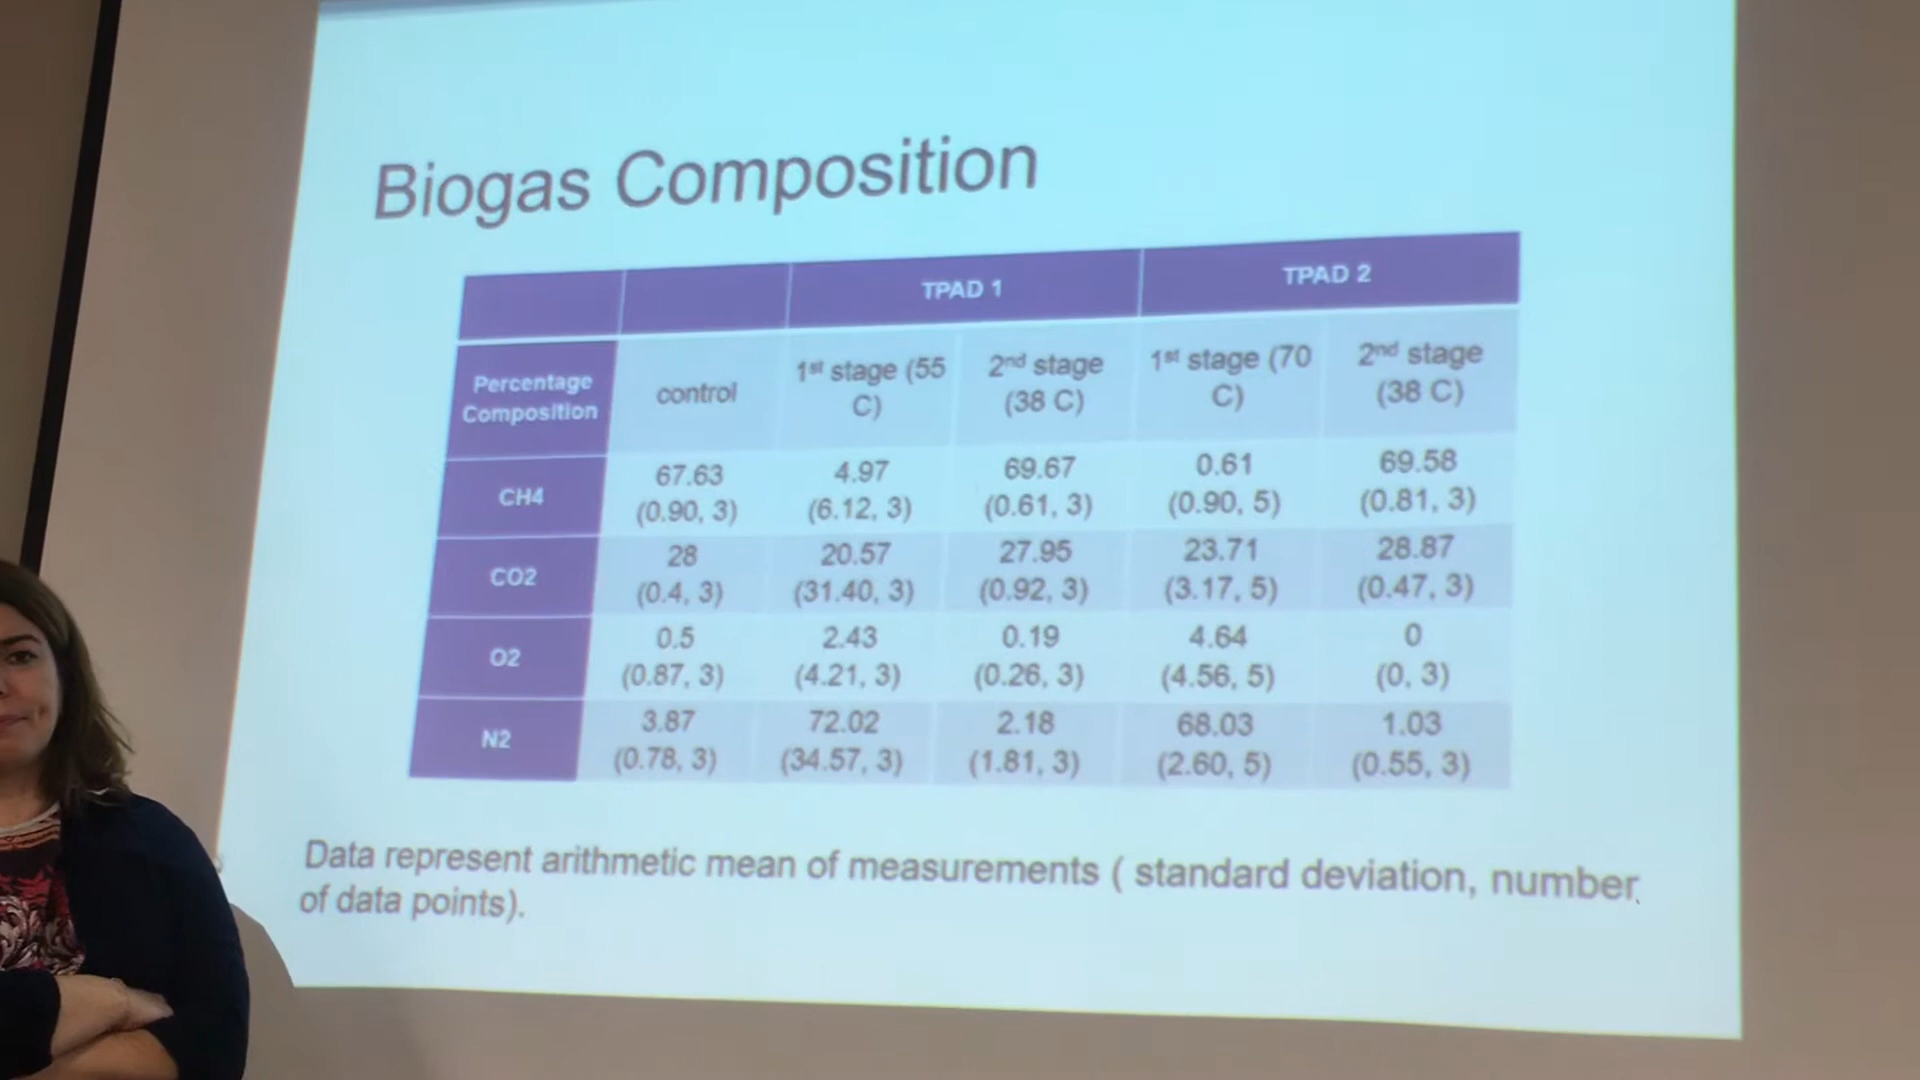 Biogas Composition
TPAD 1 TPAD 2
Percentage Composition control 1st stage (55 C) 2nd stage (38 C) 1st stage (70 C) 2nd stage (38 C)
CH4 67.63 (0.90, 3) 4.97 (6.12, 3) 69.67 (0.61, 3) 0.61 (0.90, 5) 69.58 (0.81, 3)
CO2 28 (0.4, 3) 20.57 (31.40, 3) 27.95 (0.92, 3) 23.71 (3.17, 5) 28.87 (0.47, 3)
O2 0.5 (0.87, 3) 2.43 (4.21, 3) 0.19 (0.26, 3) 4.64 (4.56, 5) 0 (0, 3)
N2 3.87 (0.78, 3) 72.02 (34.57, 3) 2.18 (1.81, 3) 68.03 (2.60, 5) 1.03 (0.55, 3)
Data represent arithmetic mean of measurements ( standard deviation, number
of data points).